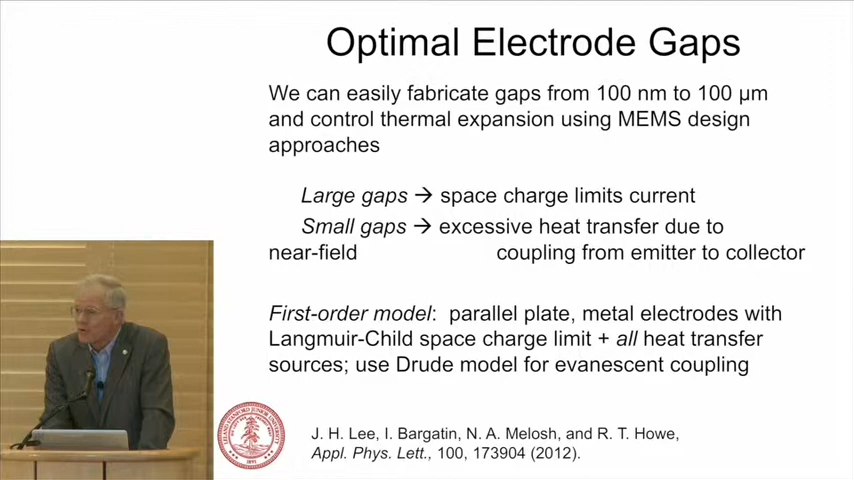 Optimal Electrode Gaps
We can easily fabricate gaps from 100 nm to 100 μm
and control thermal expansion using MEMS design
approaches
Large gaps → space charge limits current
Small gaps → excessive heat transfer due to
near-field coupling from emitter to collector
First-order model: parallel plate, metal electrodes with
Langmuir-Child space charge limit + all heat transfer
sources; use Drude model for evanescent coupling
J. H. Lee, I. Bargatin, N. A. Melosh, and R. T. Howe,
Appl. Phys. Lett., 100, 173904 (2012).